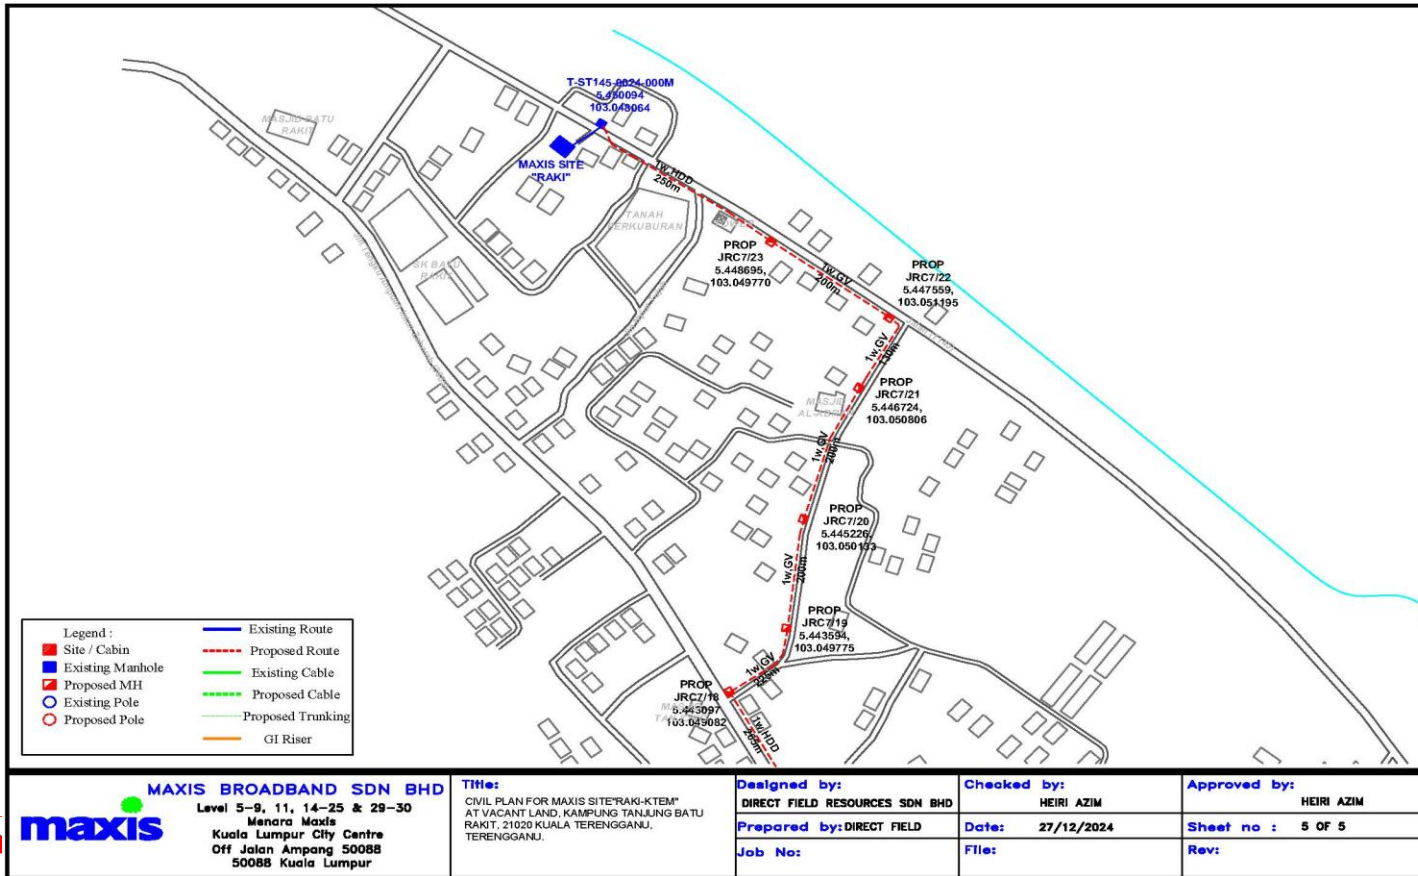 T-ST145-0024-000M
5.450094
103.048064
MAXIS SITE
"RAKI"
MASJID BATU
RAKIT
SK BATU
RAKIT
TANAH
PERKUBURAN
1w,HDD
250m
PROP
JRC7/23
5.448695,
103.049770
1w,GV
200m
PROP
JRC7/22
5.447559,
103.051195
1w,GV
130m
PROP
JRC7/21
5.446724,
103.050806
MASJID
1w,GV
200m
PROP
JRC7/20
5.445226,
103.050133
1w,GV
200m
PROP
JRC7/19
5.443594,
103.049775
1w,GV
225m
PROP
JRC7/18
5.443097
103.049082
1w,HDD
265m
Legend :
Site / Cabin
Existing Manhole
Proposed MH
Existing Pole
Proposed Pole
Existing Route
Proposed Route
Existing Cable
Proposed Cable
Proposed Trunking
GI Riser
maxis
MAXIS BROADBAND SDN BHD
Level 5-9, 11, 14-25 & 29-30
Menara Maxis
Kuala Lumpur City Centre
Off Jalan Ampang 50088
50088 Kuala Lumpur
Title:
CIVIL PLAN FOR MAXIS SITE"RAKI-KTEM"
AT VACANT LAND, KAMPUNG TANJUNG BATU
RAKIT, 21020 KUALA TERENGGANU,
TERENGGANU.
Designed by:
DIRECT FIELD RESOURCES SDN BHD
Prepared by: DIRECT FIELD
Job No:
Checked by:
HEIRI AZIM
Date: 27/12/2024
File:
Approved by:
HEIRI AZIM
Sheet no : 5 OF 5
Rev: